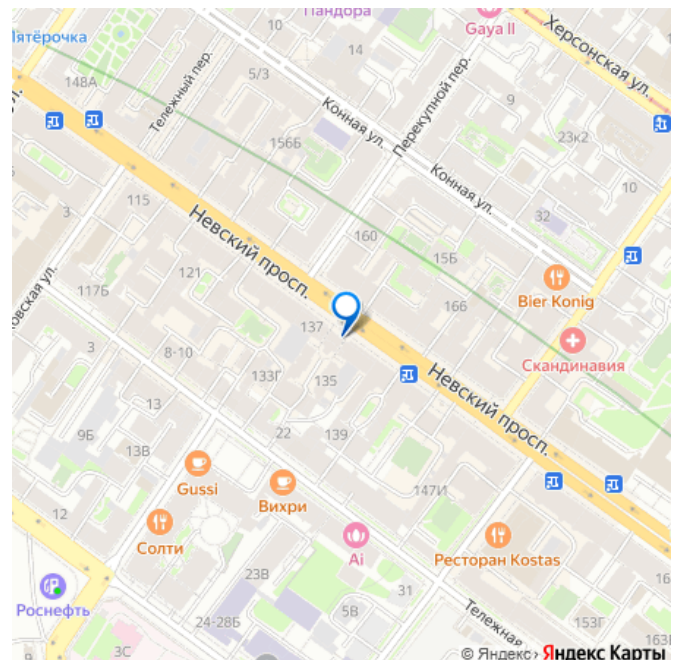 Пандора
Gaya II
Пятёрочка
10
14
Херсонская ул.
148А
Тележный пер.
5/3
Конная ул.
Перекупной пер.
9
23к2
156Б
Конная ул.
10
3
115
Невский просп.
32
160
15Б
121
117Б
166
Bier Konig
137
Скандинавия
3
8-10
133Г
135
Невский просп.
13
22
139
9Б
13В
Gussi
Вихри
147И
12
Солти
Ai
Ресторан Kostas
Роснефть
23В
31
16
24-28Б
5В
Тележная
153Г
3С
163
© Яндекс
Яндекс Карты